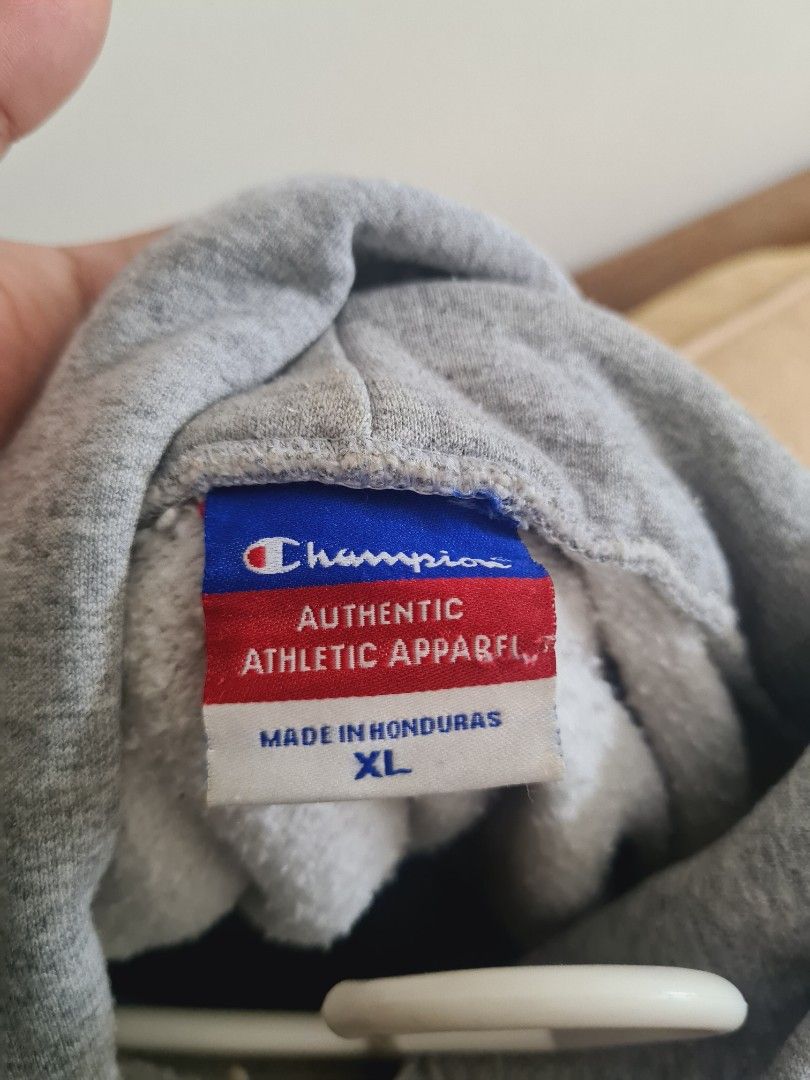 Champion
AUTHENTIC
ATHLETIC APPAREL
MADE IN HONDURAS
XL